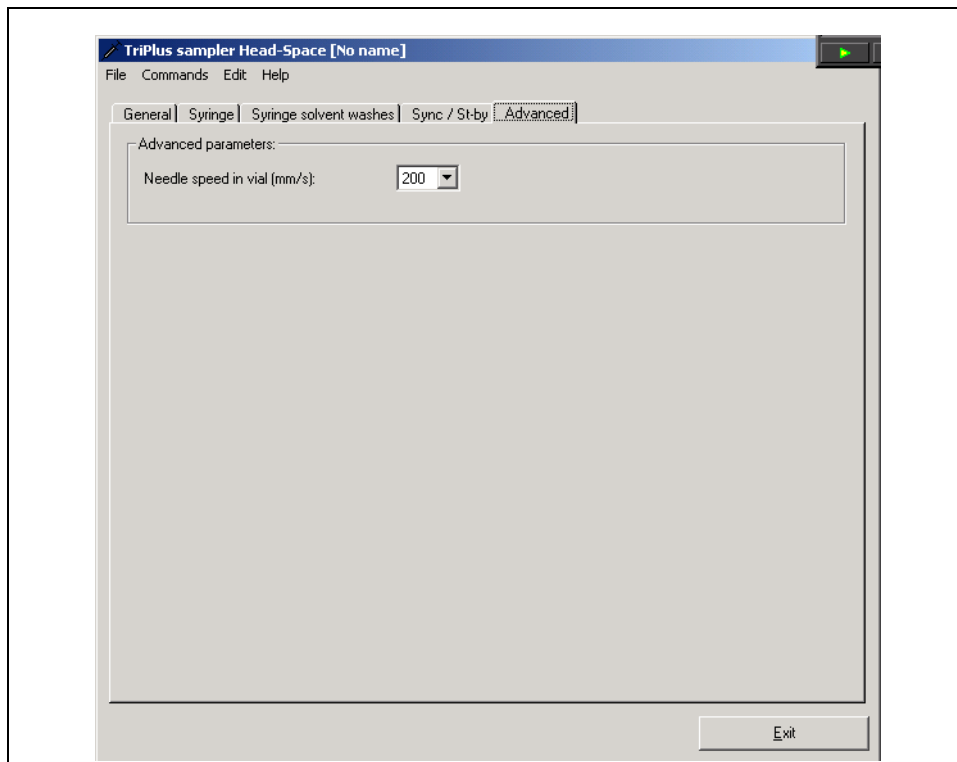 TriPlus sampler Head-Space [No name]
File Commands Edit Help
General Syringe Syringe solvent washes Sync / St-by Advanced
Advanced parameters:
Needle speed in vial (mm/s): 200
Exit